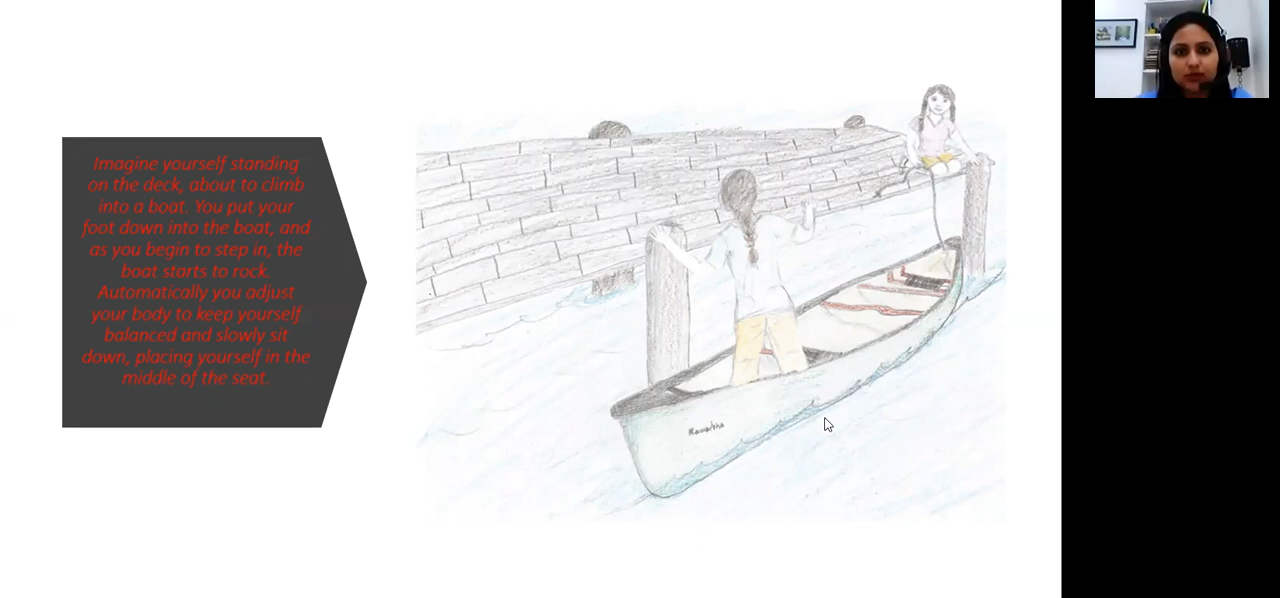 Imagine yourself standing
on the deck, about to climb
into a boat. You put your
foot down into the boat, and
as you begin to step in, the
boat starts to rock.
Automatically you adjust
your body to keep yourself
balanced and slowly sit
down, placing yourself in the
middle of the seat.